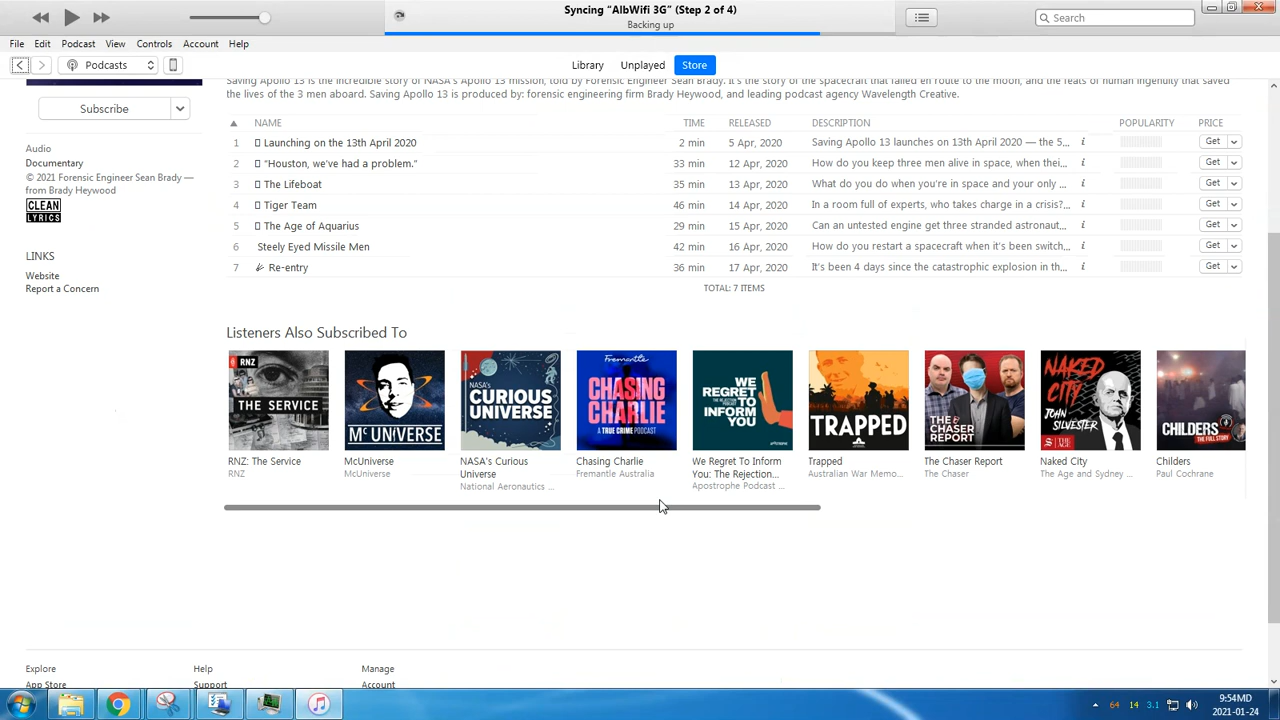 Syncing “AlbWifi 3G” (Step 2 of 4)
Backing up
Search
File Edit Podcast View Controls Account Help
Podcasts
Library Unplayed Store
Saving Apollo 13 is the incredible story of NASA's Apollo 13 mission, told by Forensic Engineer Sean Brady. It's the story of the spacecraft that failed en route to the moon, and the feats of human ingenuity that saved
the lives of the 3 men aboard. Saving Apollo 13 is produced by: forensic engineering firm Brady Heywood, and leading podcast agency Wavelength Creative.
Subscribe
Audio
Documentary
© 2021 Forensic Engineer Sean Brady —
from Brady Heywood
CLEAN
LYRICS
LINKS
Website
Report a Concern
NAME TIME RELEASED DESCRIPTION POPULARITY PRICE
1 Launching on the 13th April 2020 2 min 5 Apr, 2020 Saving Apollo 13 launches on 13th April 2020 — the 5... i Get
2 "Houston, we've had a problem." 33 min 12 Apr, 2020 How do you keep three men alive in space, when thei... i Get
3 The Lifeboat 35 min 13 Apr, 2020 What do you do when you're in space and your only ... i Get
4 Tiger Team 46 min 14 Apr, 2020 In a room full of experts, who takes charge in a crisis?... i Get
5 The Age of Aquarius 29 min 15 Apr, 2020 Can an untested engine get three stranded astronaut... i Get
6 Steely Eyed Missile Men 42 min 16 Apr, 2020 How do you restart a spacecraft when it's been switch... i Get
7 Re-entry 36 min 17 Apr, 2020 It's been 4 days since the catastrophic explosion in th... i Get
TOTAL: 7 ITEMS
Listeners Also Subscribed To
RNZ
THE SERVICE
McUNIVERSE
NASA's
CURIOUS
UNIVERSE
Fremantle
CHASING
CHARLIE
A TRUE CRIME PODCAST
WE
REGRET
TO
INFORM
YOU:
THE REJECTION
PODCAST
TRAPPED
THE
CHASER
REPORT
NAKED
CITY
JOHN
SILVESTER
CHILDERS
THE FULL STORY
RNZ: The Service
RNZ
McUniverse
McUniverse
NASA's Curious
Universe
National Aeronautics ...
Chasing Charlie
Fremantle Australia
We Regret To Inform
You: The Rejection...
Apostrophe Podcast ...
Trapped
Australian War Memo...
The Chaser Report
The Chaser
Naked City
The Age and Sydney ...
Childers
Paul Cochrane
Explore Help Manage
App Store Support Account
64 14 3.1
9:54MD
2021-01-24